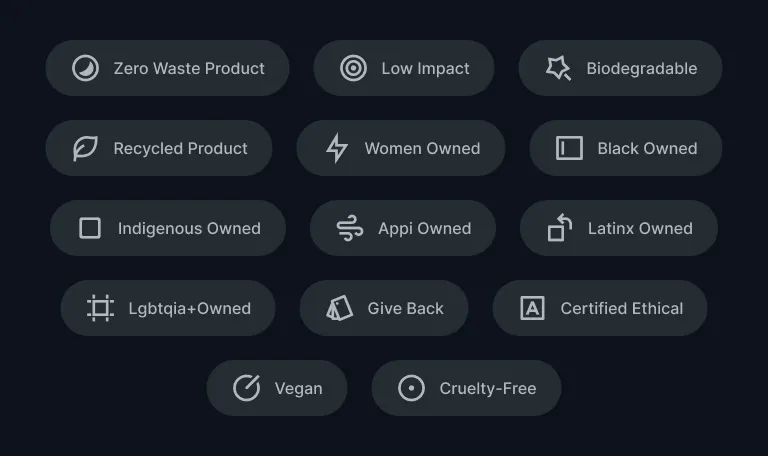 Zero Waste Product
Low Impact
Biodegradable
Recycled Product
Women Owned
Black Owned
Indigenous Owned
Appi Owned
Latinx Owned
Lgbtqia+Owned
Give Back
Certified Ethical
Vegan
Cruelty-Free